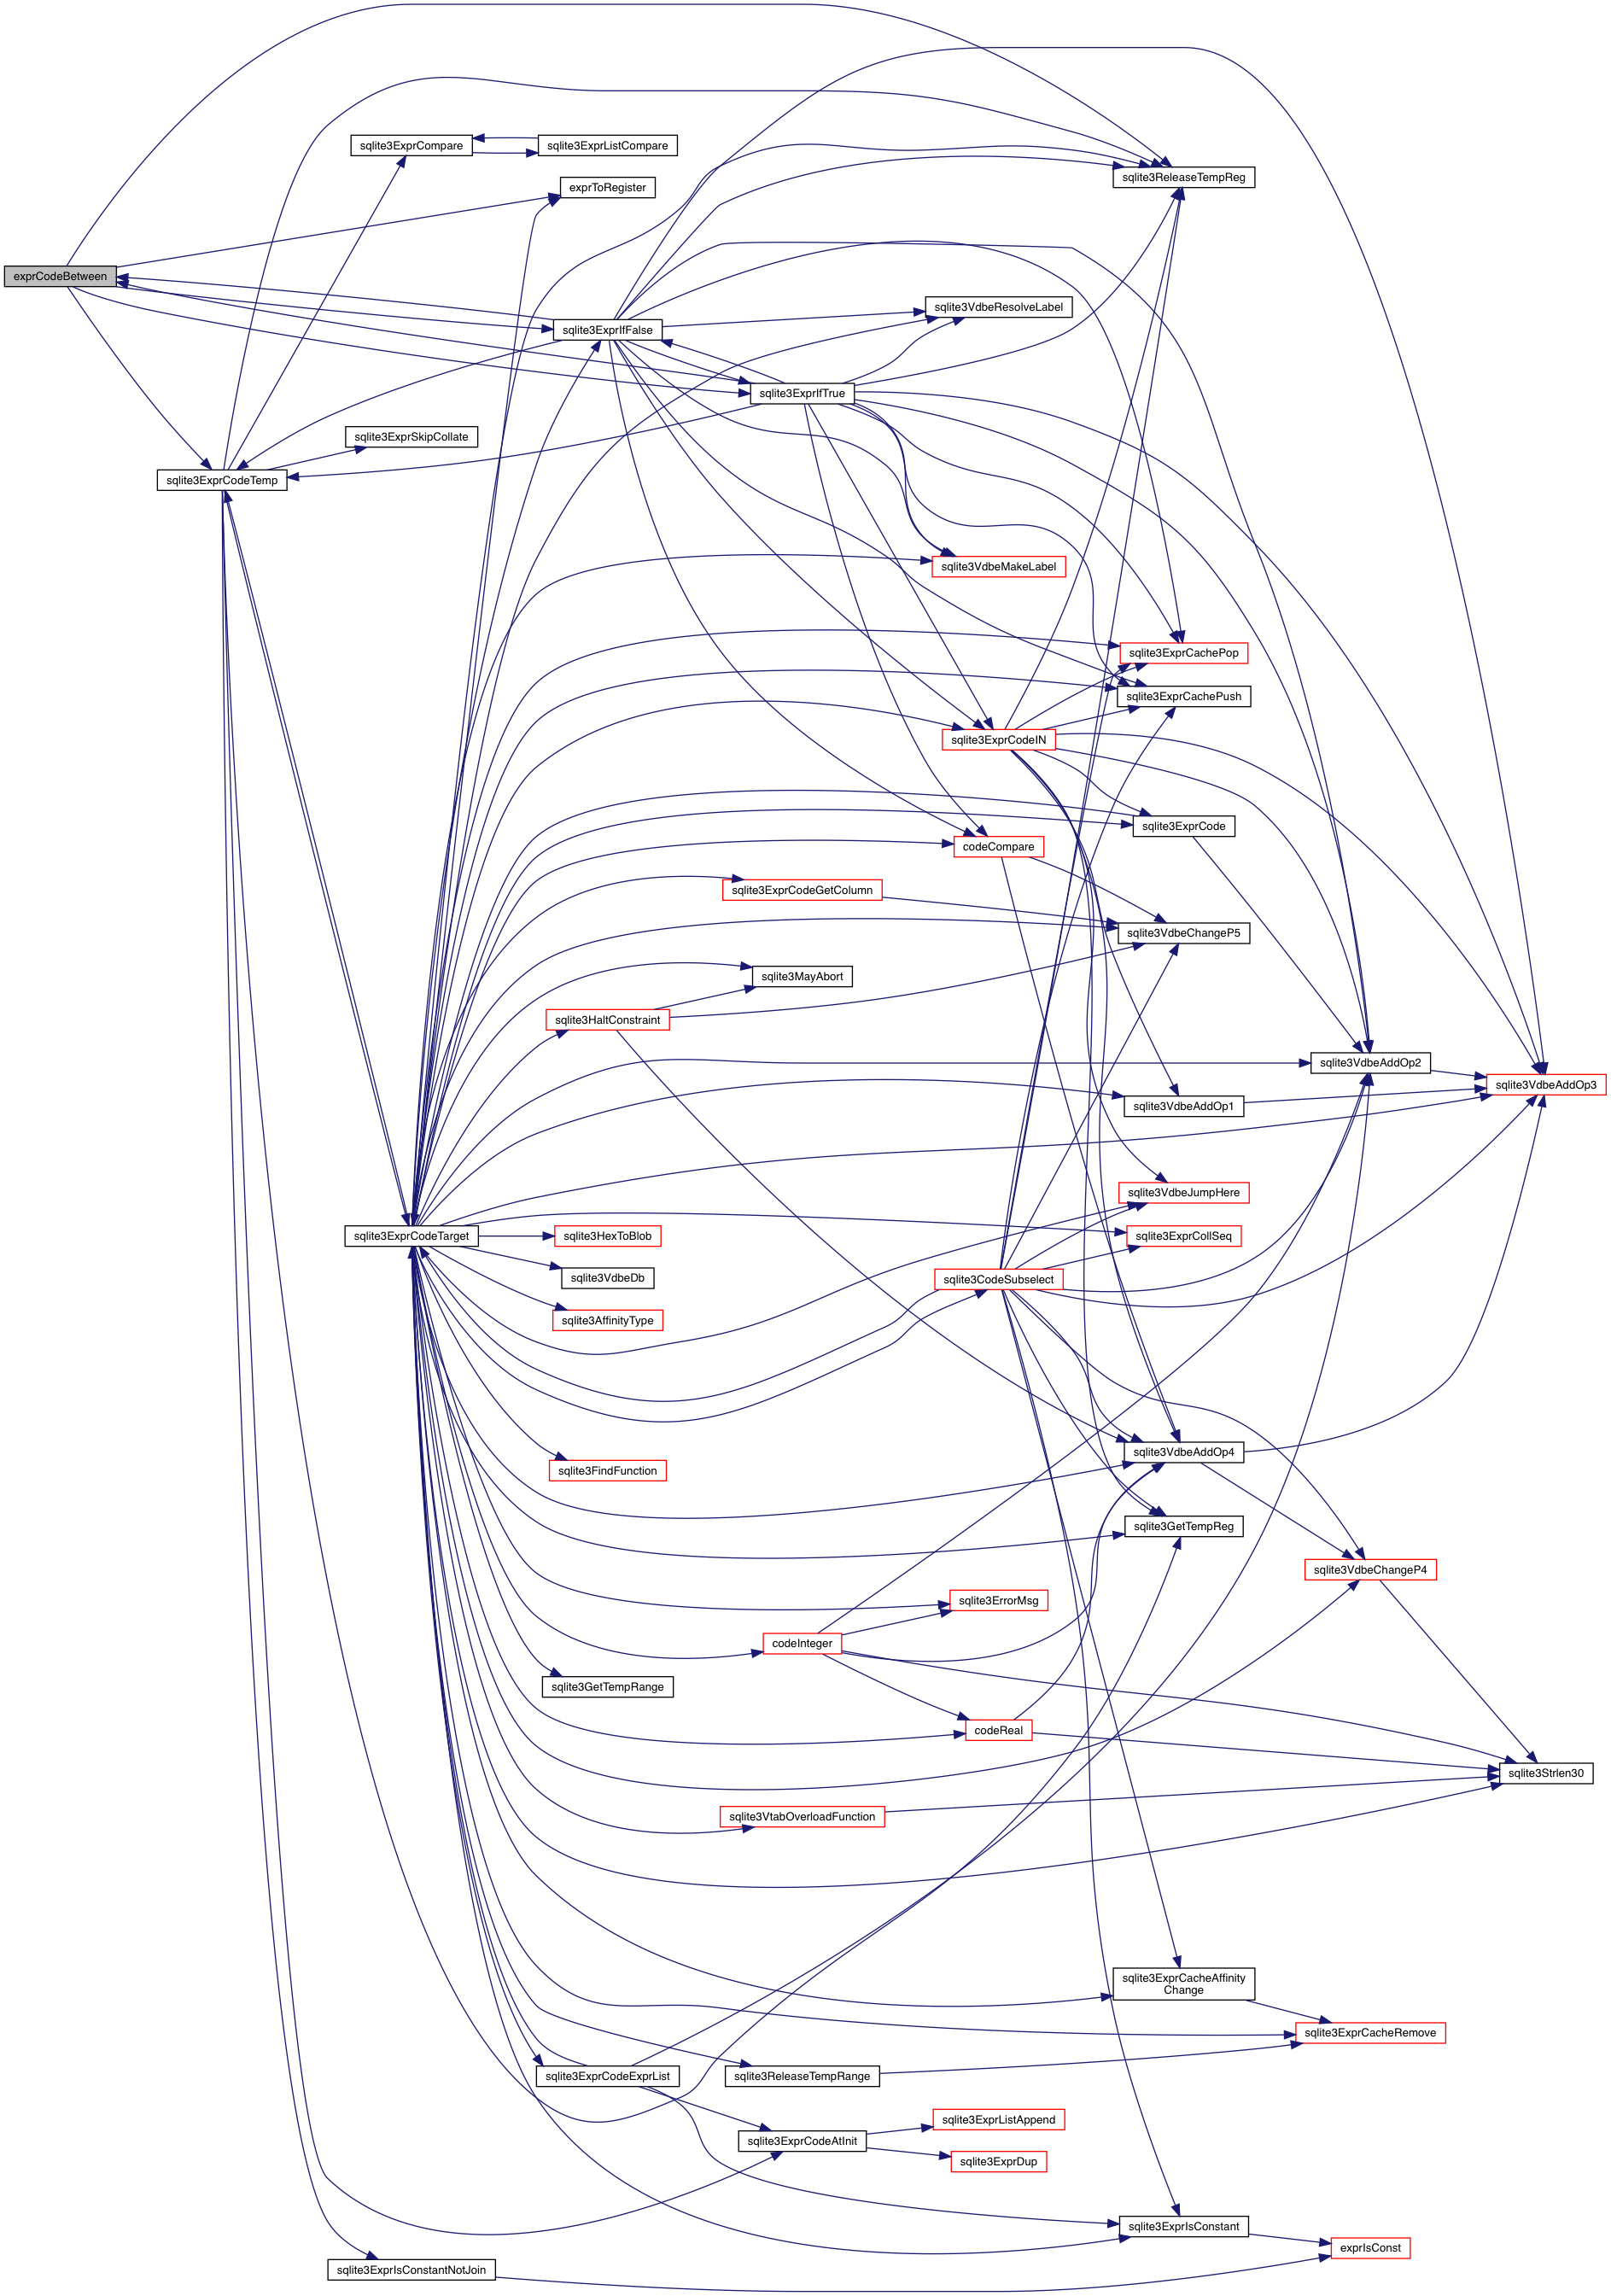 sqlite3ExprCompare
sqlite3ExprListCompare
sqlite3ReleaseTempReg
exprToRegister
exprCodeBetween
sqlite3VdbeResolveLabel
sqlite3ExprIfFalse
sqlite3ExprIfTrue
sqlite3ExprSkipCollate
sqlite3ExprCodeTemp
sqlite3VdbeMakeLabel
sqlite3ExprCachePop
sqlite3ExprCachePush
sqlite3ExprCodeIN
sqlite3ExprCode
codeCompare
sqlite3ExprCodeGetColumn
sqlite3VdbeChangeP5
sqlite3MayAbort
sqlite3HaltConstraint
sqlite3VdbeAddOp2
sqlite3VdbeAddOp3
sqlite3VdbeAddOp1
sqlite3VdbeJumpHere
sqlite3ExprCodeTarget
sqlite3HexToBlob
sqlite3ExprCollSeq
sqlite3VdbeDb
sqlite3CodeSubselect
sqlite3AffinityType
sqlite3VdbeAddOp4
sqlite3FindFunction
sqlite3GetTempReg
sqlite3VdbeChangeP4
sqlite3ErrorMsg
codeInteger
sqlite3GetTempRange
codeReal
sqlite3Strlen30
sqlite3VtabOverloadFunction
sqlite3ExprCacheAffinity
Change
sqlite3ExprCacheRemove
sqlite3ExprCodeExprList
sqlite3ReleaseTempRange
sqlite3ExprListAppend
sqlite3ExprCodeAtInit
sqlite3ExprDup
sqlite3ExprIsConstant
exprIsConst
sqlite3ExprIsConstantNotJoin